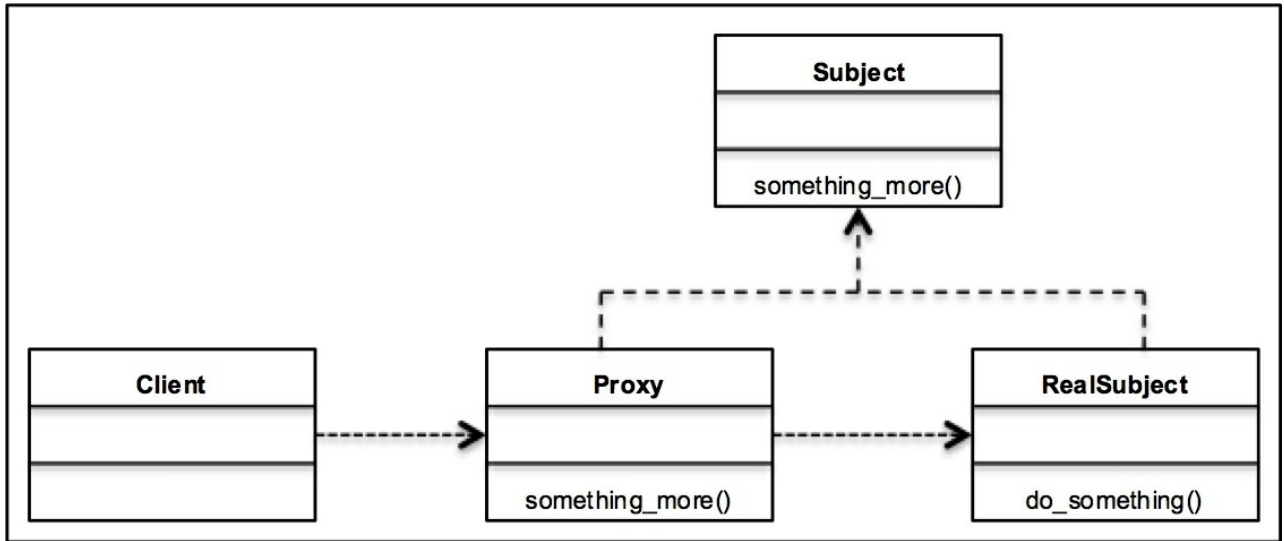 Subject
something_more()
Client
Proxy
something_more()
RealSubject
do_something()